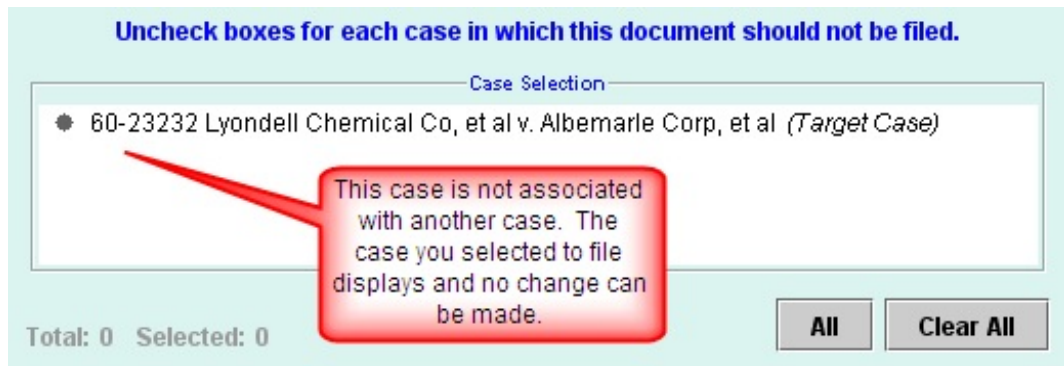 Uncheck boxes for each case in which this document should not be filed.
Case Selection
60-23232 Lyondell Chemical Co, et al v. Albemarle Corp, et al (Target Case)
This case is not associated
with another case. The
case you selected to file
displays and no change can
be made.
Total: 0 Selected: 0
All
Clear All